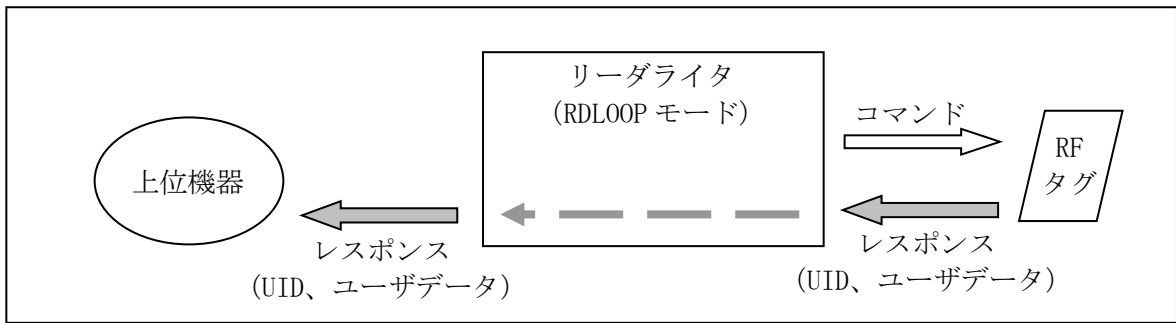 リーダライタ
(RDLOOP モード)
コマンド
RF
タグ
上位機器
レスポンス
(UID、ユーザデータ)
レスポンス
(UID、ユーザデータ)